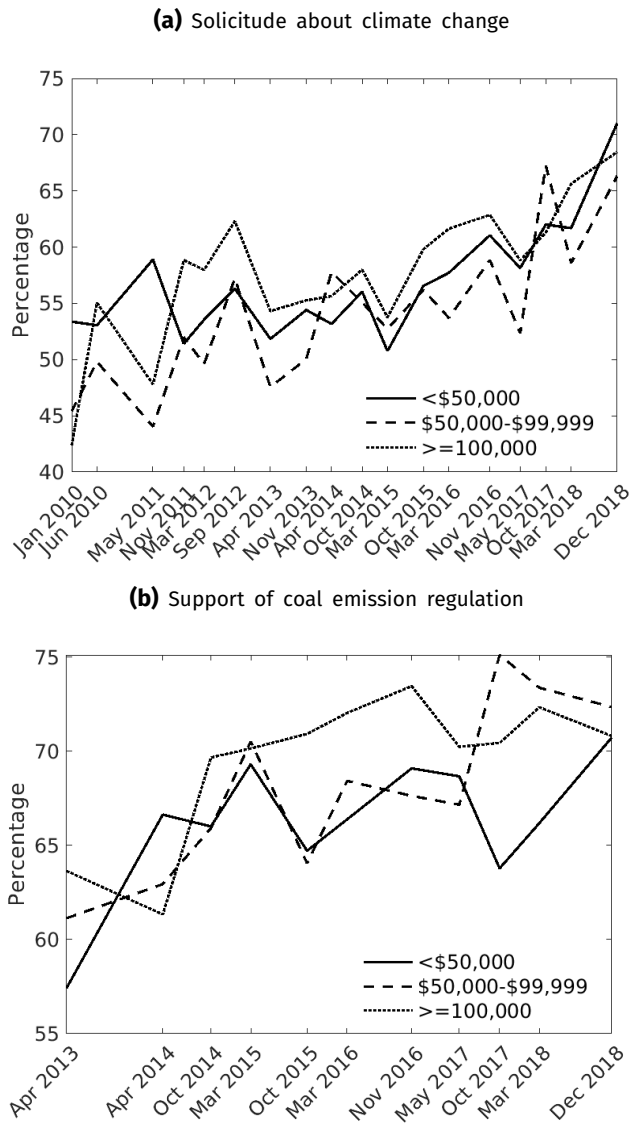 (a) Solicitude about climate change
Percentage
75
70
65
60
55
50
45
40
<$50,000
$50,000-$99,999
>=100,000
Jan 2010
Jun 2010
May 2011
Nov 2011
Mar 2012
Sep 2012
Apr 2013
Nov 2013
Apr 2014
Oct 2014
Mar 2015
Oct 2015
Mar 2016
Nov 2016
May 2017
Oct 2017
Mar 2018
Dec 2018
(b) Support of coal emission regulation
Percentage
75
70
65
60
55
<$50,000
$50,000-$99,999
>=100,000
Apr 2013
Apr 2014
Oct 2014
Mar 2015
Oct 2015
Mar 2016
Nov 2016
May 2017
Oct 2017
Mar 2018
Dec 2018